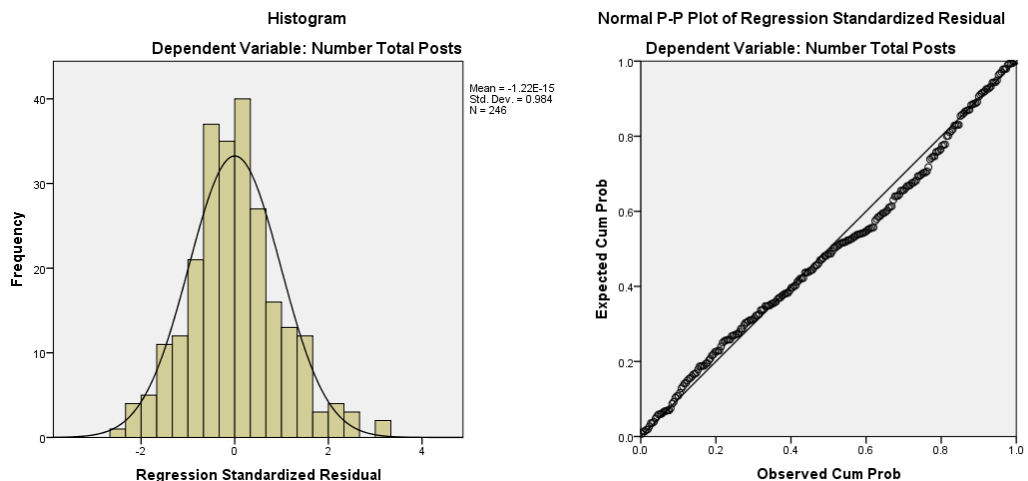 Histogram
Dependent Variable: Number Total Posts
Mean = -1.22E-15
Std. Dev. = 0.984
N = 246
Frequency
40
30
20
10
0
-2 0 2 4
Regression Standardized Residual
Normal P-P Plot of Regression Standardized Residual
Dependent Variable: Number Total Posts
Expected Cum Prob
1.0
0.8
0.6
0.4
0.2
0.0
0.0 0.2 0.4 0.6 0.8 1.0
Observed Cum Prob